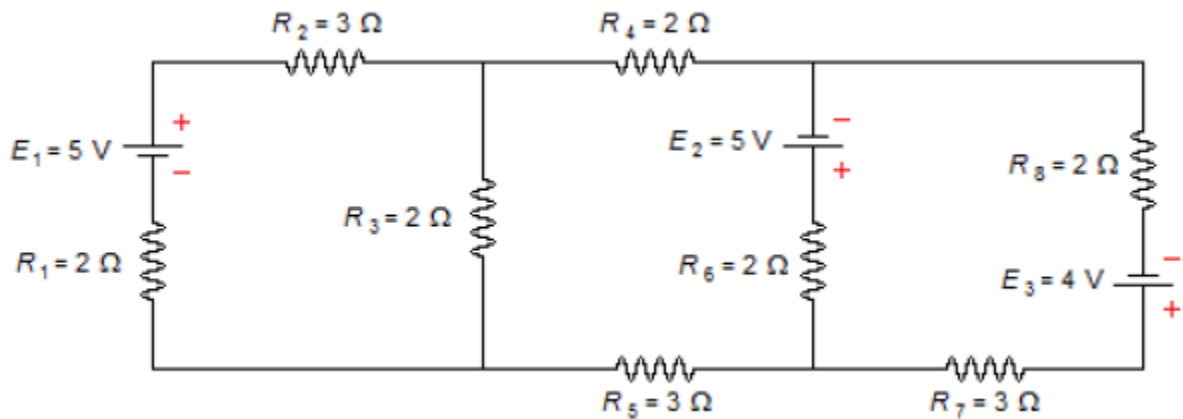 R2 = 3 Ω
R4 = 2 Ω
+
E1 = 5 V
−
−
E2 = 5 V
+
R8 = 2 Ω
R3 = 2 Ω
R1 = 2 Ω
R6 = 2 Ω
−
E3 = 4 V
+
R5 = 3 Ω
R7 = 3 Ω